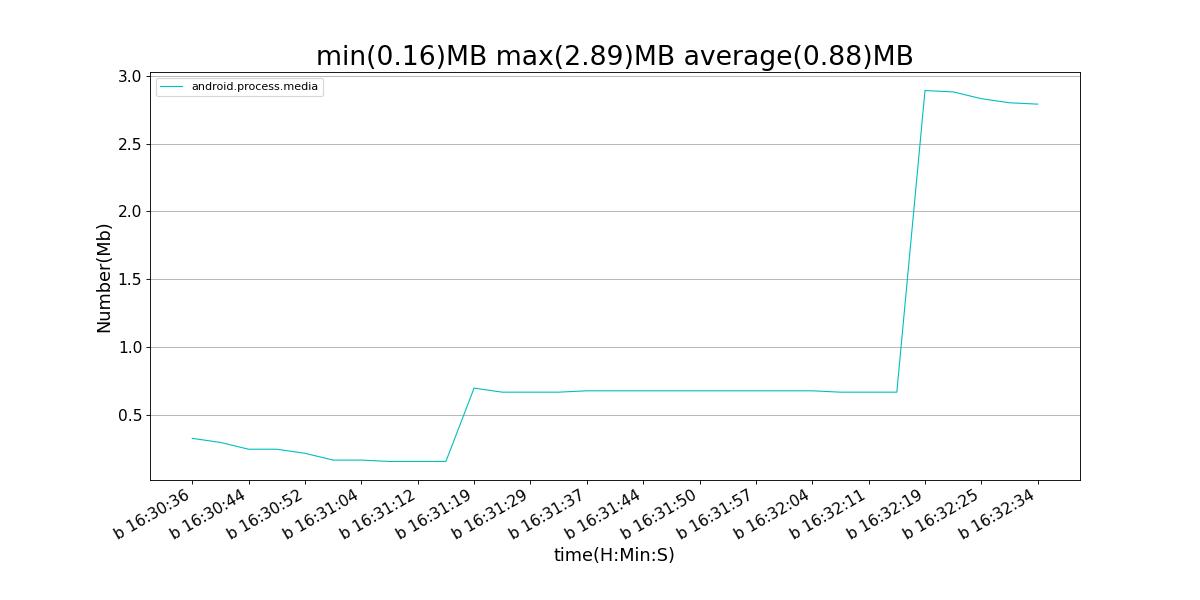 min(0.16)MB max(2.89)MB average(0.88)MB
android.process.media
3.0
2.5
2.0
1.5
1.0
0.5
Number(Mb)
b 16:30:36
b 16:30:44
b 16:30:52
b 16:31:04
b 16:31:12
b 16:31:19
b 16:31:29
b 16:31:37
b 16:31:44
b 16:31:50
b 16:31:57
b 16:32:04
b 16:32:11
b 16:32:19
b 16:32:25
b 16:32:34
time(H:Min:S)